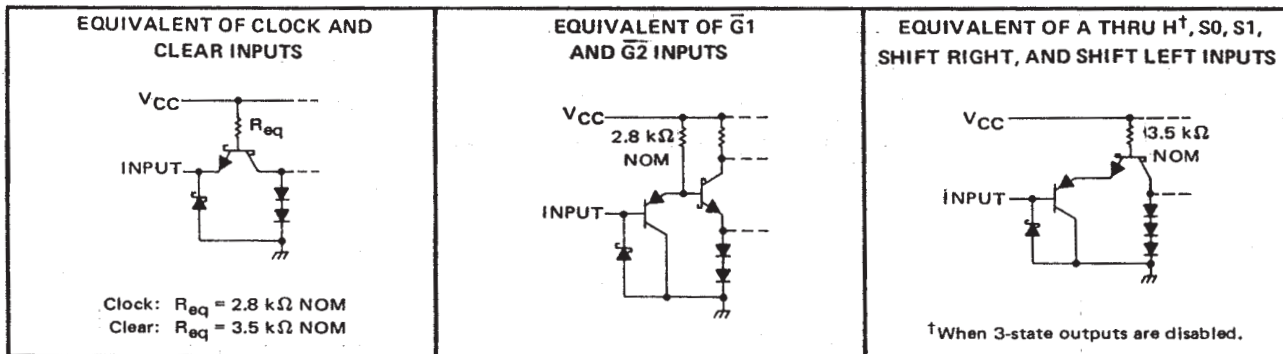 EQUIVALENT OF CLOCK AND
CLEAR INPUTS
VCC
Req
INPUT
Clock: Req = 2.8 kΩ NOM
Clear: Req = 3.5 kΩ NOM
EQUIVALENT OF G̅1
AND G̅2̅ INPUTS
VCC
2.8 kΩ
NOM
INPUT
EQUIVALENT OF A THRU H†, S0, S1,
SHIFT RIGHT, AND SHIFT LEFT INPUTS
VCC
3.5 kΩ
NOM
INPUT
†When 3-state outputs are disabled.